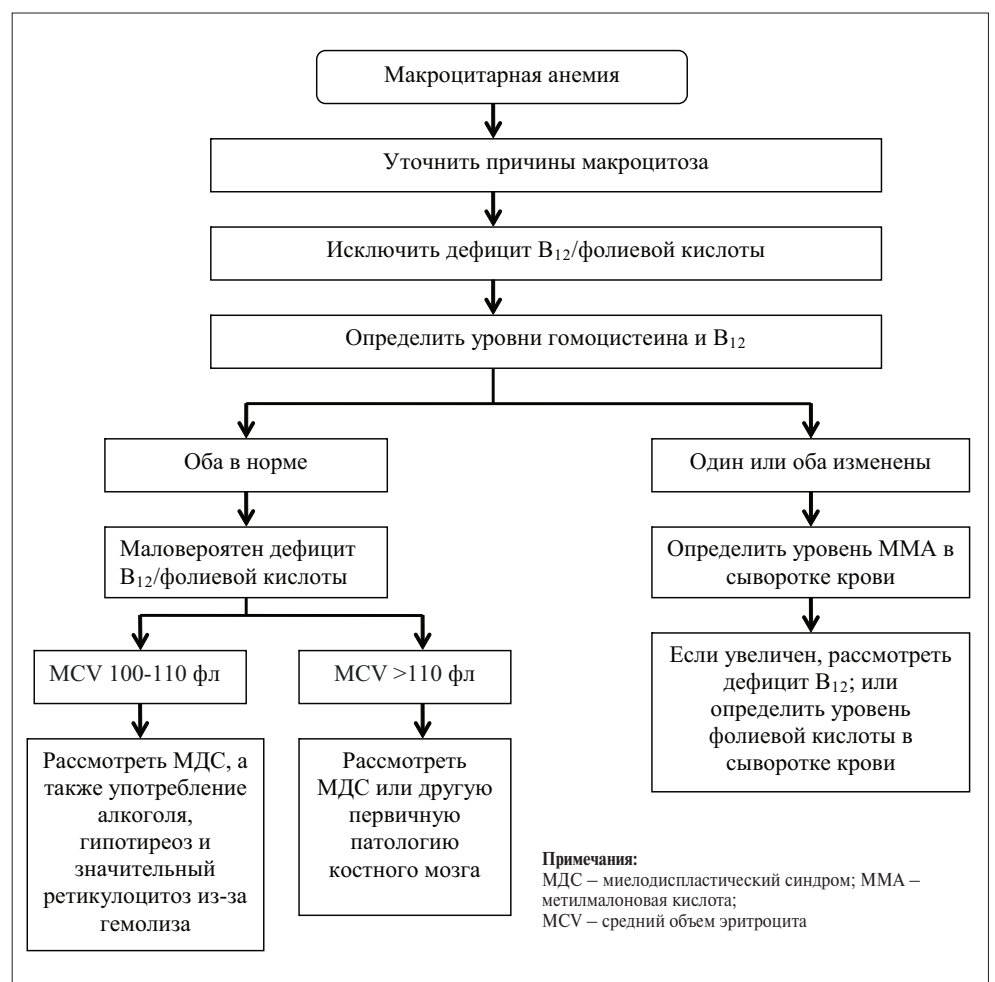 Макроцитарная анемия
Уточнить причины макроцитоза
Исключить дефицит B₁₂/фолиевой кислоты
Определить уровни гомоцистеина и B₁₂
Оба в норме
Один или оба изменены
Маловероятен дефицит
B₁₂/фолиевой кислоты
Определить уровень ММА в
сыворотке крови
MCV 100-110 фл
MCV >110 фл
Если увеличен, рассмотреть
дефицит B₁₂; или
определить уровень
фолиевой кислоты в
сыворотке крови
Рассмотреть МДС, а
также употребление
алкоголя,
гипотиреоз и
значительный
ретикулоцитоз из-за
гемолиза
Рассмотреть
МДС или другую
первичную
патологию
костного мозга
Примечания:
МДС – миелодиспластический синдром; ММА –
метилмалоновая кислота;
MCV – средний объем эритроцита